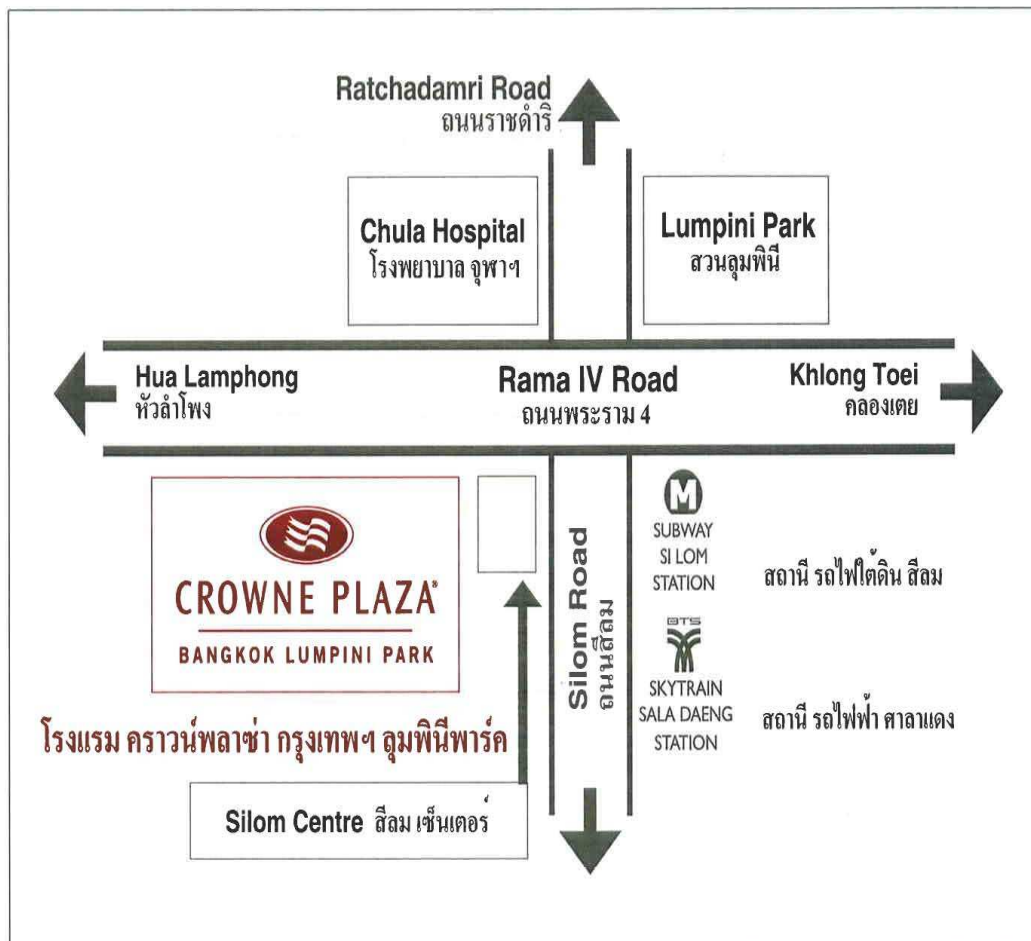 Ratchadamri Road
ถนนราชดำริ
Chula Hospital
โรงพยาบาล จุฬาฯ
Lumpini Park
สวนลุมพินี
Hua Lamphong
หัวลำโพง
Rama IV Road
ถนนพระราม 4
Khlong Toei
คลองเตย
CROWNE PLAZA®
BANGKOK LUMPINI PARK
โรงแรม คราวน์พลาซ่า กรุงเทพฯ ลุมพินีพาร์ค
Silom Centre สีลม เซ็นเตอร์
Silom Road
ถนนสีลม
M
SUBWAY
SI LOM
STATION
สถานี รถไฟใต้ดิน สีลม
BTS
SKYTRAIN
SALA DAENG
STATION
สถานี รถไฟฟ้า ศาลาแดง